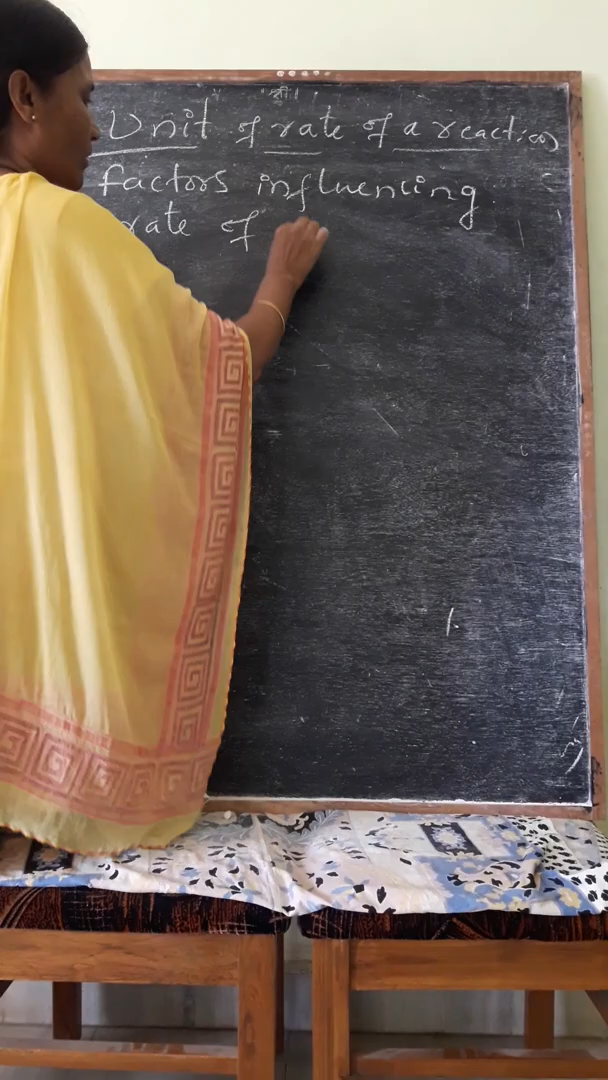 श्रीः
Unit of rate of a reaction
factors influencing
rate of